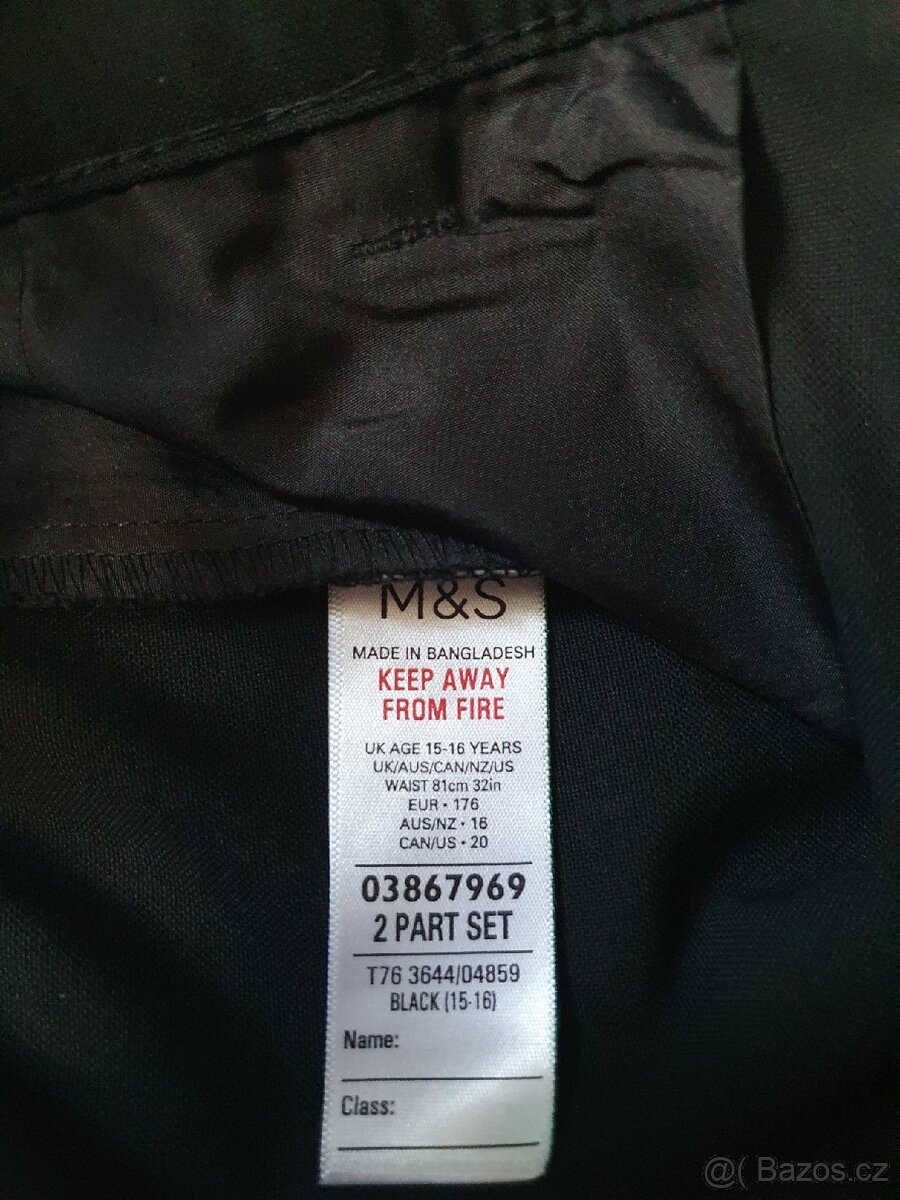 M&S
MADE IN BANGLADESH
KEEP AWAY
FROM FIRE
UK AGE 15-16 YEARS
UK/AUS/CAN/NZ/US
WAIST 81cm 32in
EUR • 176
AUS/NZ • 16
CAN/US • 20
03867969
2 PART SET
T76 3644/04859
BLACK (15-16)
Name:
Class:
@( Bazos.cz